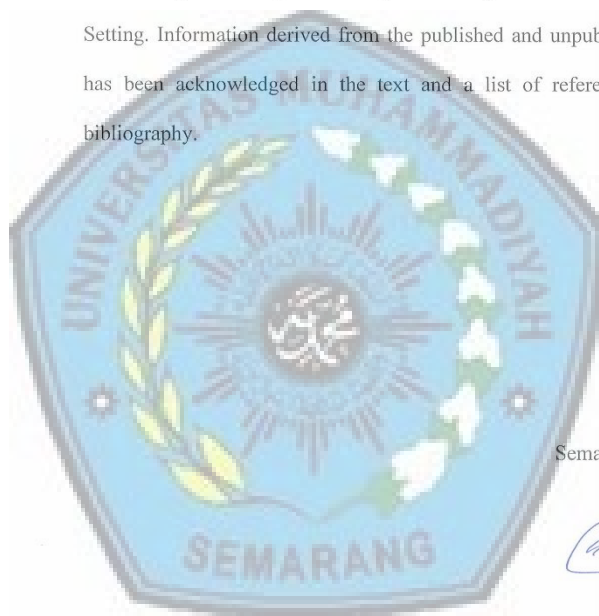 Setting. Information derived from the published and unpub
has been acknowledged in the text and a list of refere
bibliography.
UNIVERSITAS MUHAMMADIYAH
محمدية
Sema
SEMARANG